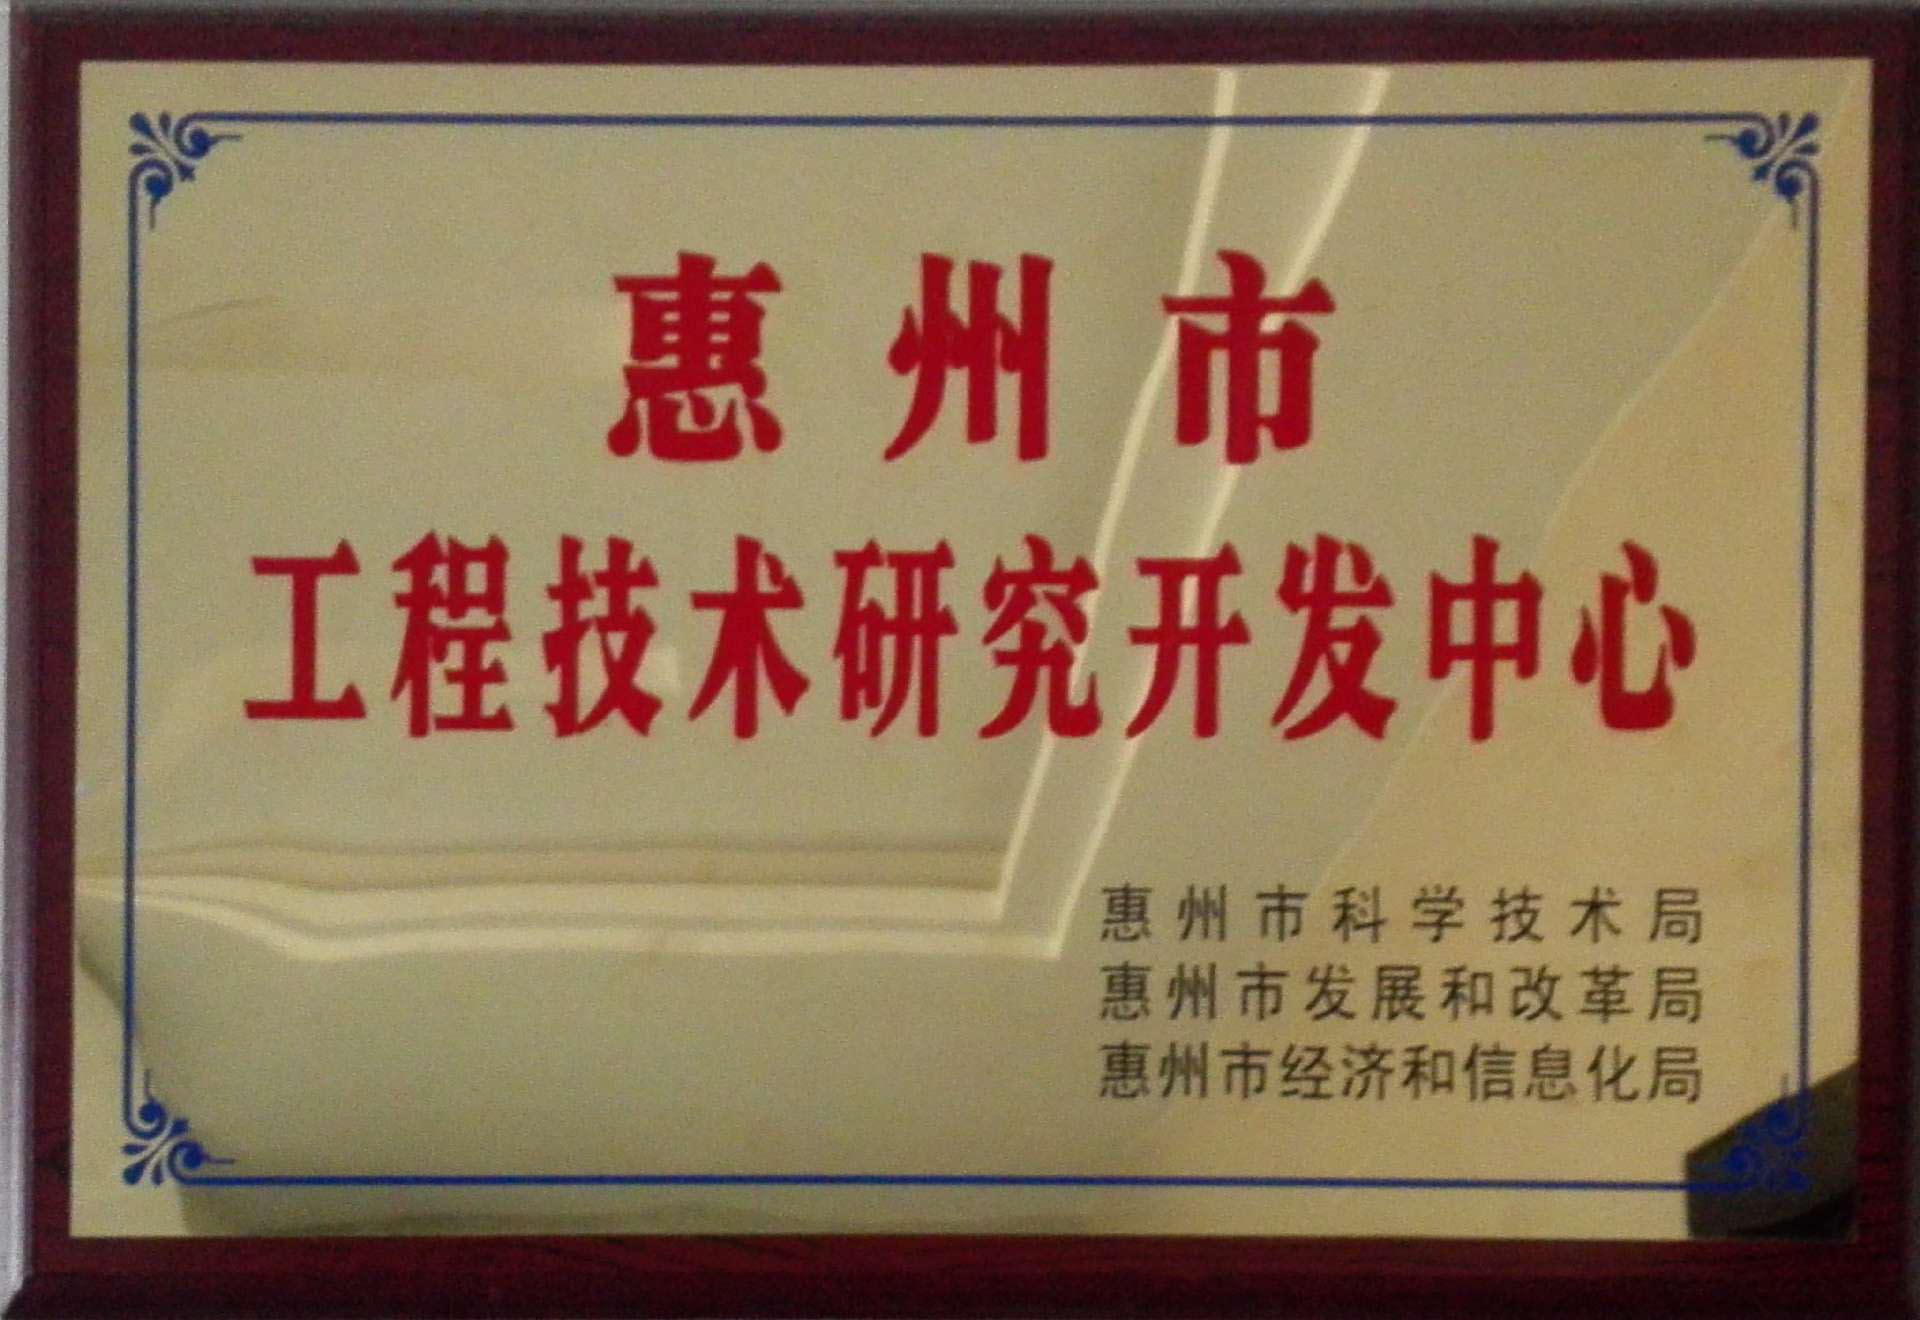 惠州市
工程技术研究开发中心
惠州市科学技术局
惠州市发展和改革局
惠州市经济和信息化局